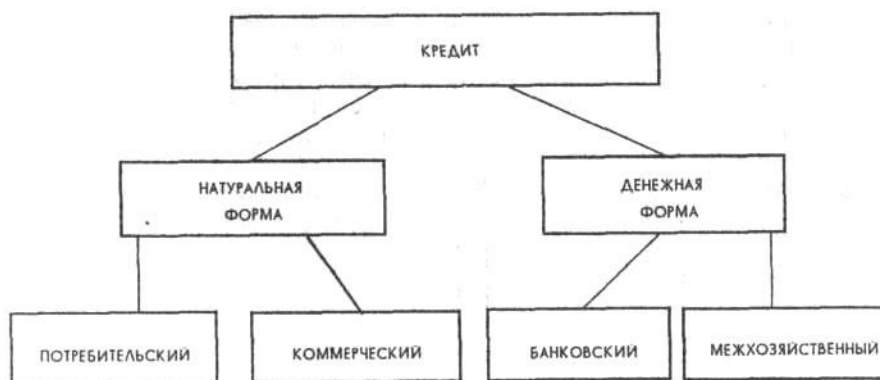 КРЕДИТ
НАТУРАЛЬНАЯ
ФОРМА
ДЕНЕЖНАЯ
ФОРМА
ПОТРЕБИТЕЛЬСКИЙ
КОММЕРЧЕСКИЙ
БАНКОВСКИЙ
МЕЖХОЗЯЙСТВЕННЫЙ